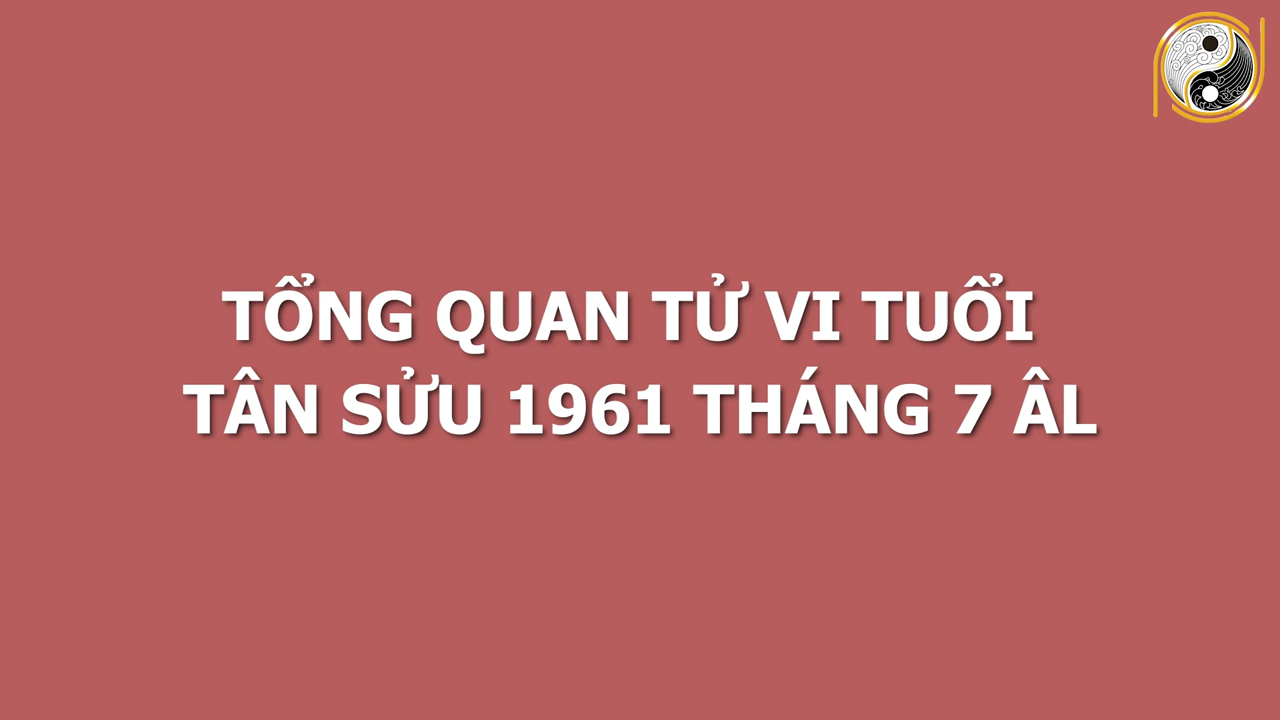 TỔNG QUAN TỬ VI TUỔI
TÂN SỬU 1961 THÁNG 7 ÂL